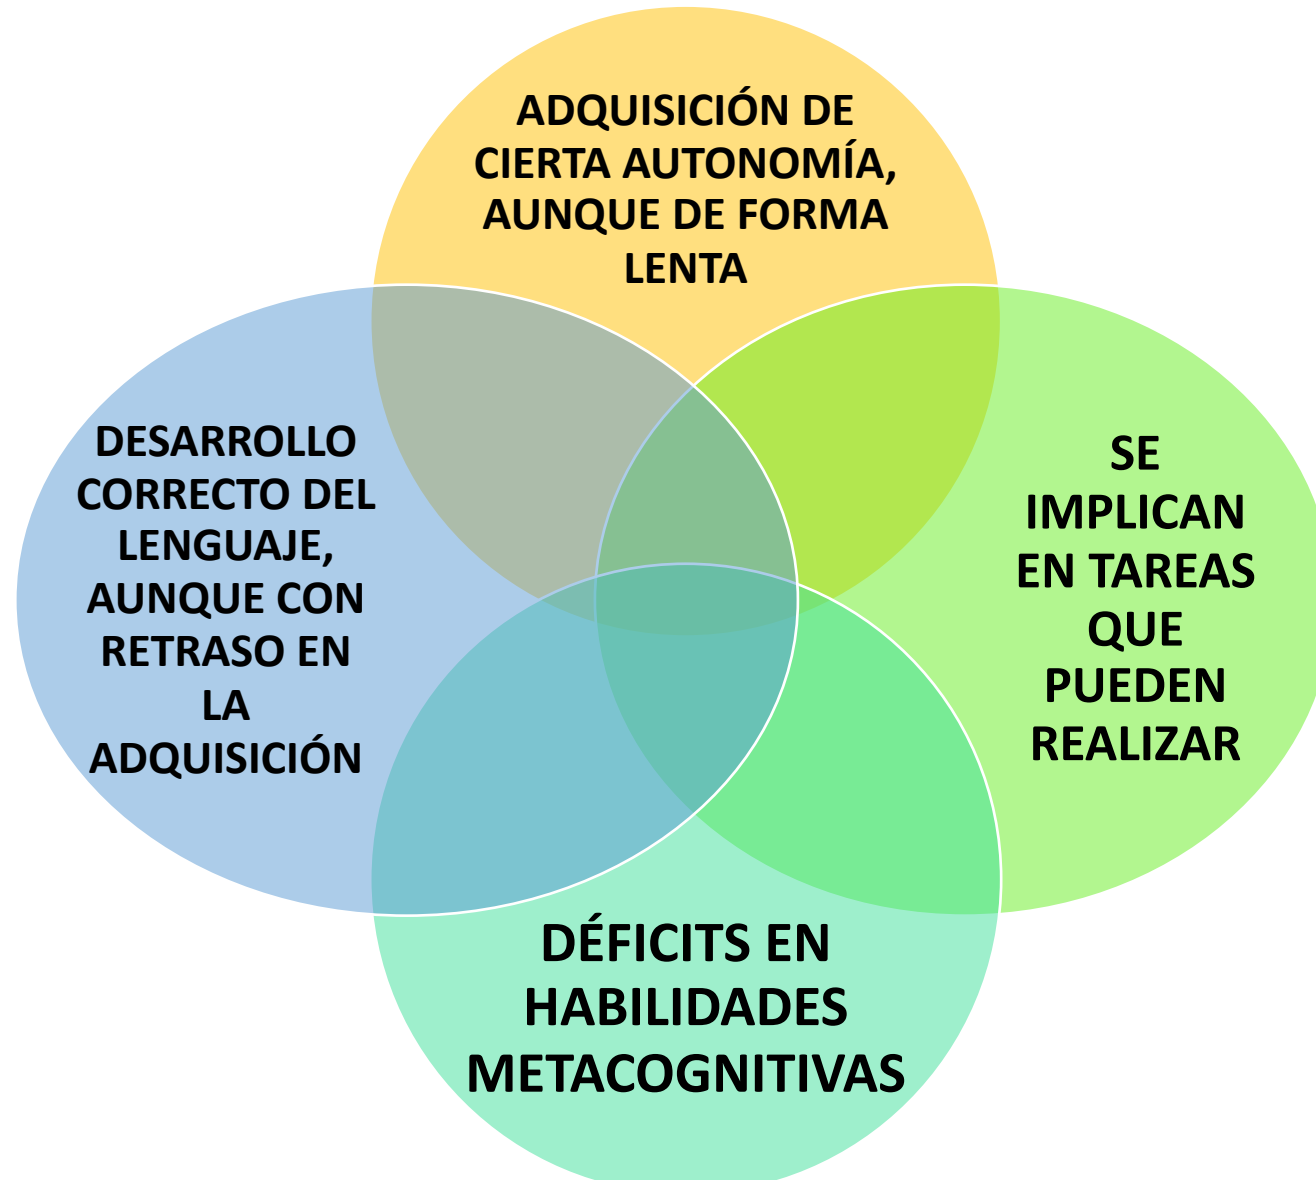 ADQUISICIÓN DE
CIERTA AUTONOMÍA,
AUNQUE DE FORMA
LENTA
DESARROLLO
CORRECTO DEL
LENGUAJE,
AUNQUE CON
RETRASO EN
LA
ADQUISICIÓN
SE
IMPLICAN
EN TAREAS
QUE
PUEDEN
REALIZAR
DÉFICITS EN
HABILIDADES
METACOGNITIVAS